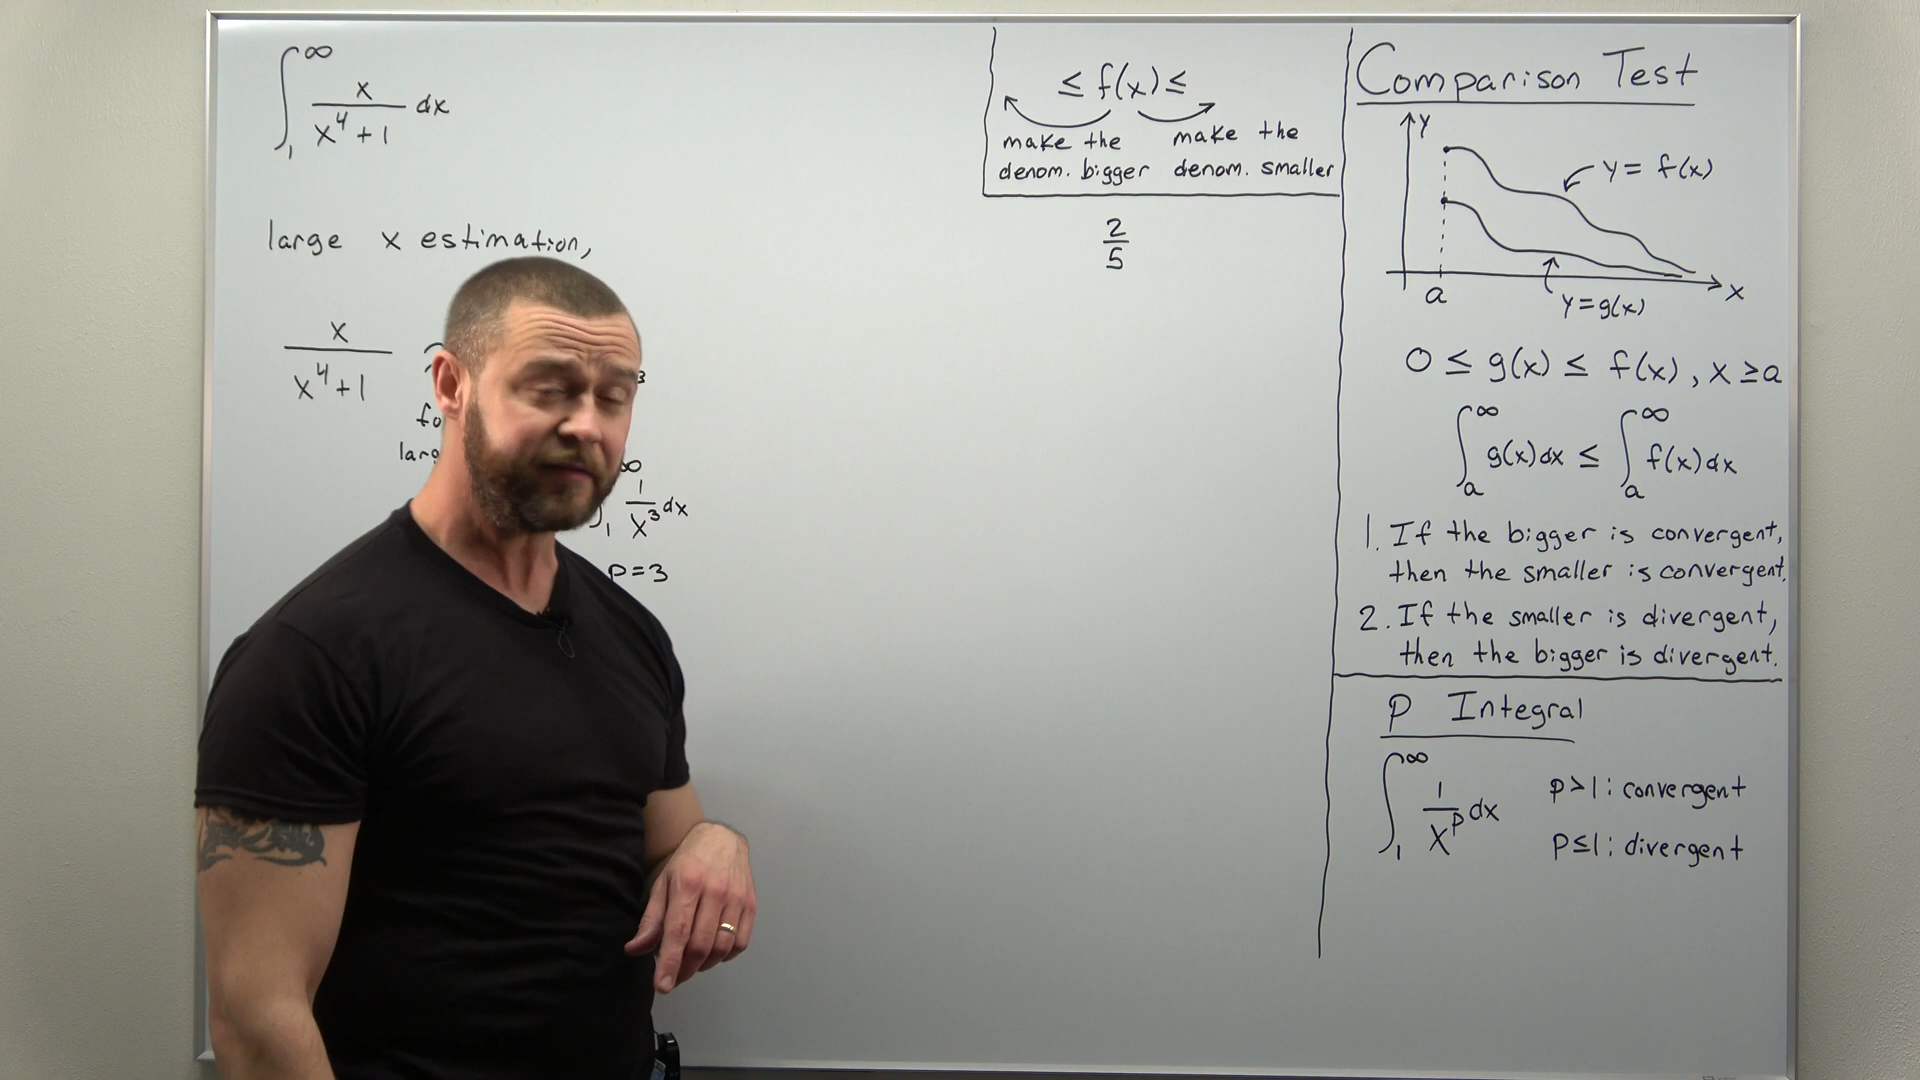 ∫₁^∞ x/(x⁴+1) dx
large x estimation,
x/(x⁴+1)
3
∞
1/x³ dx
1
p=3
≤ f(x) ≤
make the denom. bigger
make the denom. smaller
2/5
Comparison Test
y
y = f(x)
a
x
y=g(x)
0 ≤ g(x) ≤ f(x), x ≥ a
∫ₐ^∞ g(x)dx ≤ ∫ₐ^∞ f(x)dx
1. If the bigger is convergent,
then the smaller is convergent.
2. If the smaller is divergent,
then the bigger is divergent.
P Integral
∫₁^∞ 1/x^p dx
p>1: convergent
p≤1: divergent